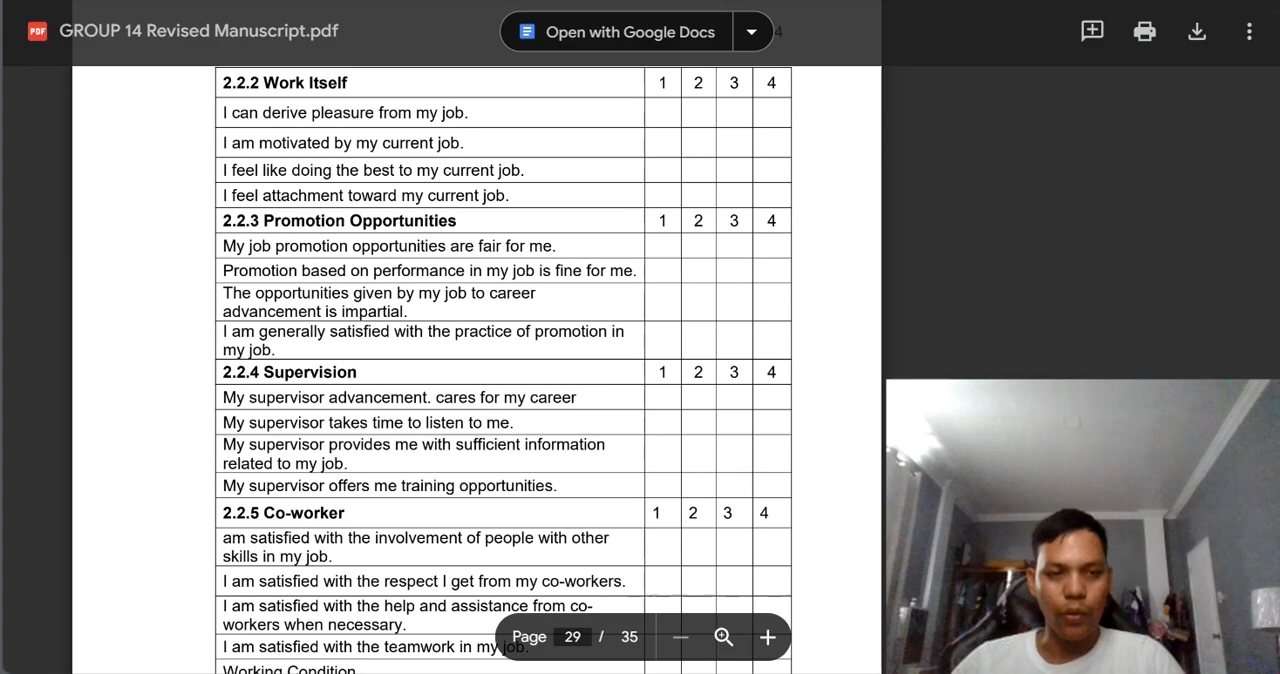 PDF GROUP 14 Revised Manuscript.pdf
Open with Google Docs
4
2.2.2 Work Itself 1 2 3 4
I can derive pleasure from my job.
I am motivated by my current job.
I feel like doing the best to my current job.
I feel attachment toward my current job.
2.2.3 Promotion Opportunities 1 2 3 4
My job promotion opportunities are fair for me.
Promotion based on performance in my job is fine for me.
The opportunities given by my job to career
advancement is impartial.
I am generally satisfied with the practice of promotion in
my job.
2.2.4 Supervision 1 2 3 4
My supervisor advancement. cares for my career
My supervisor takes time to listen to me.
My supervisor provides me with sufficient information
related to my job.
My supervisor offers me training opportunities.
2.2.5 Co-worker 1 2 3 4
am satisfied with the involvement of people with other
skills in my job.
I am satisfied with the respect I get from my co-workers.
I am satisfied with the help and assistance from co-
workers when necessary.
I am satisfied with the teamwork in my job.
Working Condition
Page 29 / 35